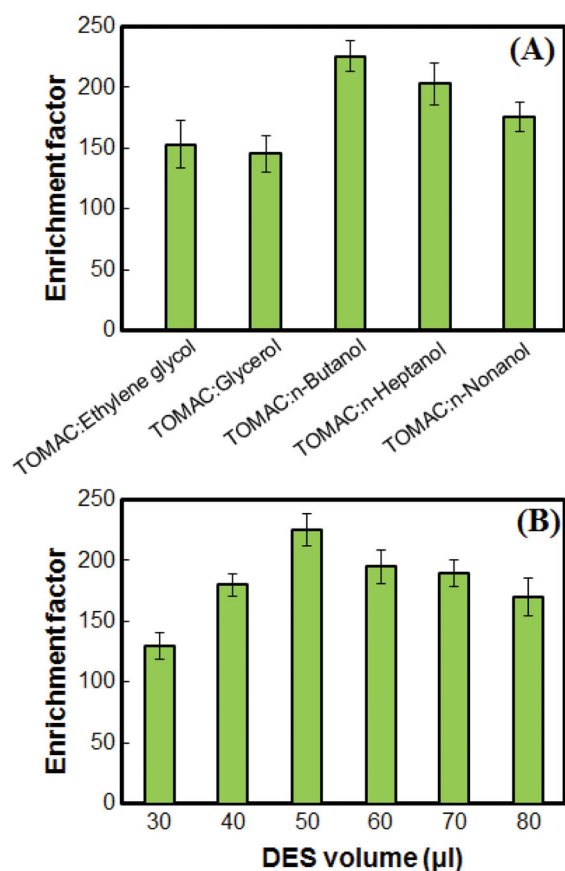 (A)
Enrichment factor
250
200
150
100
50
0
TOMAC:Ethylene glycol
TOMAC:Glycerol
TOMAC:n-Butanol
TOMAC:n-Heptanol
TOMAC:n-Nonanol
(B)
Enrichment factor
250
200
150
100
50
0
30 40 50 60 70 80
DES volume (µl)